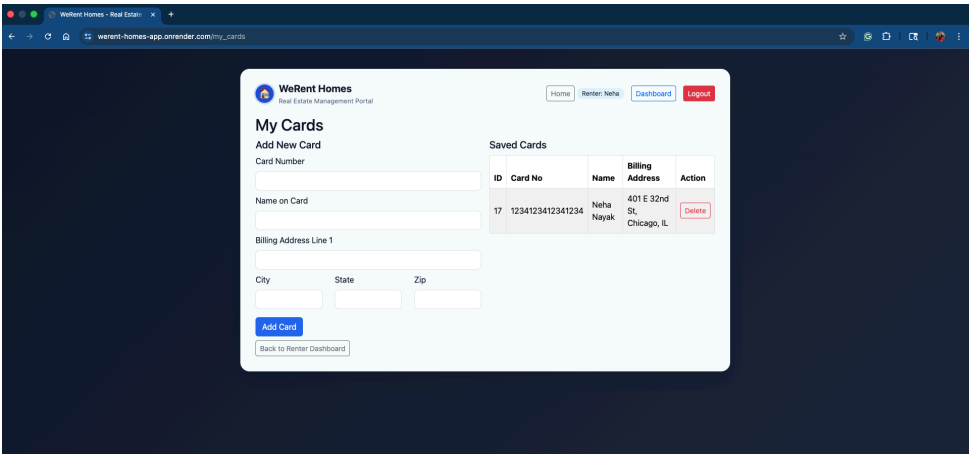 WeRent Homes - Real Estate
werent-homes-app.onrender.com/my_cards
WeRent Homes
Real Estate Management Portal
Home
Renter: Neha
Dashboard
Logout
My Cards
Add New Card
Card Number
Name on Card
Billing Address Line 1
City State Zip
Add Card
Back to Renter Dashboard
Saved Cards
ID Card No Name Billing Address Action
17 1234123412341234 Neha Nayak 401 E 32nd St, Chicago, IL Delete